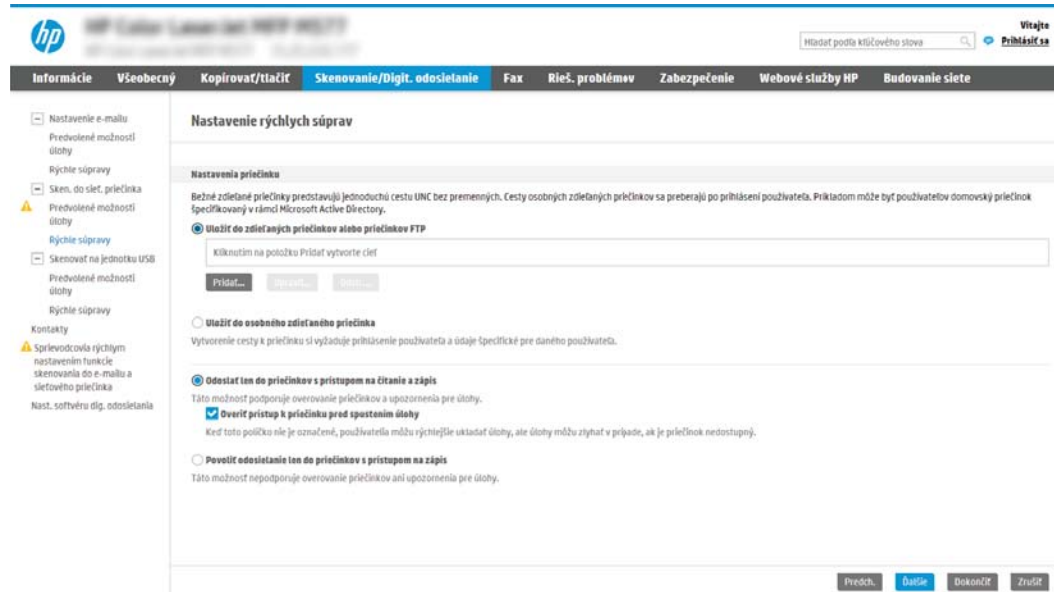 hp
Hľadať podľa kľúčového slova
Vitajte
Prihlásiť sa
Informácie Všeobecný Kopírovať/tlačiť Skenovanie/Digit. odosielanie Fax Rieš. problémov Zabezpečenie Webové služby HP Budovanie siete
Nastavenie e-mailu
Predvolené možnosti
úlohy
Rýchle súpravy
Sken. do sieť. priečinka
Predvolené možnosti
úlohy
Rýchle súpravy
Skenovať na jednotku USB
Predvolené možnosti
úlohy
Rýchle súpravy
Kontakty
Sprievodcovia rýchlym
nastavením funkcie
skenovania do e-mailu a
sieťového priečinka
Nast. softvéru dig. odosielania
Nastavenie rýchlych súprav
Nastavenia priečinku
Bežné zdieľané priečinky predstavujú jednoduchú cestu UNC bez premenných. Cesty osobných zdieľaných priečinkov sa preberajú po prihlásení používateľa. Príkladom môže byť používateľov domovský priečinok
špecifikovaný v rámci Microsoft Active Directory.
Uložiť do zdieľaných priečinkov alebo priečinkov FTP
Kliknutím na položku Pridať vytvorte cieľ
Pridať...
Uložiť do osobného zdieľaného priečinka
Vytvorenie cesty k priečinku si vyžaduje prihlásenie používateľa a údaje špecifické pre daného používateľa.
Odoslať len do priečinkov s prístupom na čítanie a zápis
Táto možnosť podporuje overovanie priečinkov a upozornenia pre úlohy.
Overiť prístup k priečinku pred spustením úlohy
Keď toto políčko nie je označené, používatelia môžu rýchlejšie ukladať úlohy, ale úlohy môžu zlyhať v prípade, ak je priečinok nedostupný.
Povoliť odosielanie len do priečinkov s prístupom na zápis
Táto možnosť nepodporuje overovanie priečinkov ani upozornenia pre úlohy.
Predch. Ďalšie Dokončiť Zrušiť